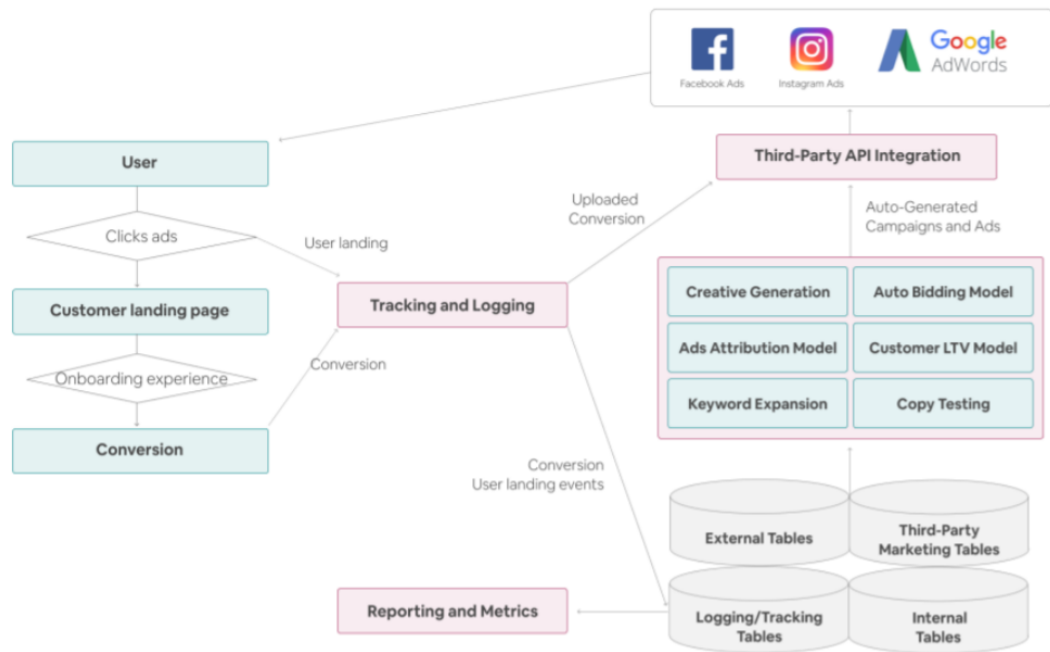 Google
AdWords
Facebook Ads
Instagram Ads
User
Third-Party API Integration
Uploaded
Conversion
Auto-Generated
Campaigns and Ads
Clicks ads
User landing
Customer landing page
Tracking and Logging
Creative Generation
Auto Bidding Model
Ads Attribution Model
Customer LTV Model
Keyword Expansion
Copy Testing
Onboarding experience
Conversion
Conversion
Conversion
User landing events
External Tables
Third-Party
Marketing Tables
Reporting and Metrics
Logging/Tracking
Tables
Internal
Tables